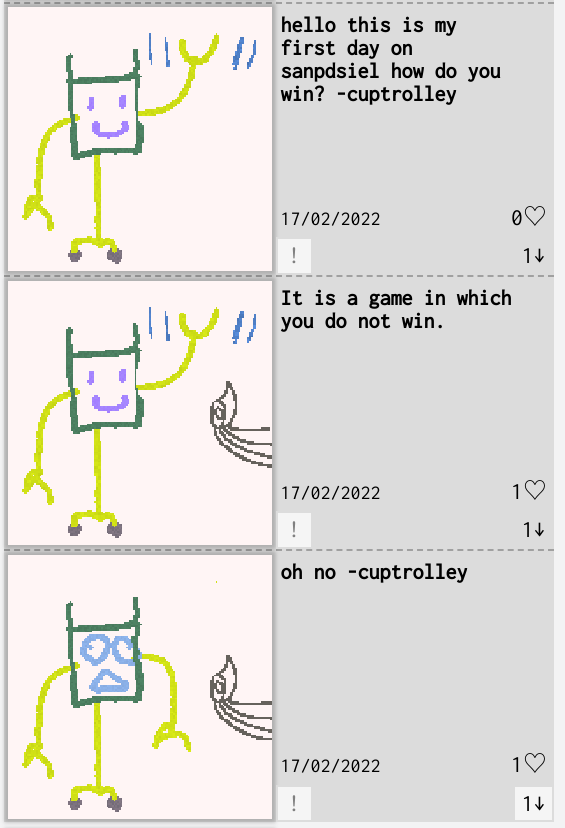 hello this is my
first day on
sanpdsiel how do you
win? -cuptrolley
17/02/2022
0♡
!
1↓
It is a game in which
you do not win.
17/02/2022
1♡
!
1↓
oh no -cuptrolley
17/02/2022
1♡
!
1↓